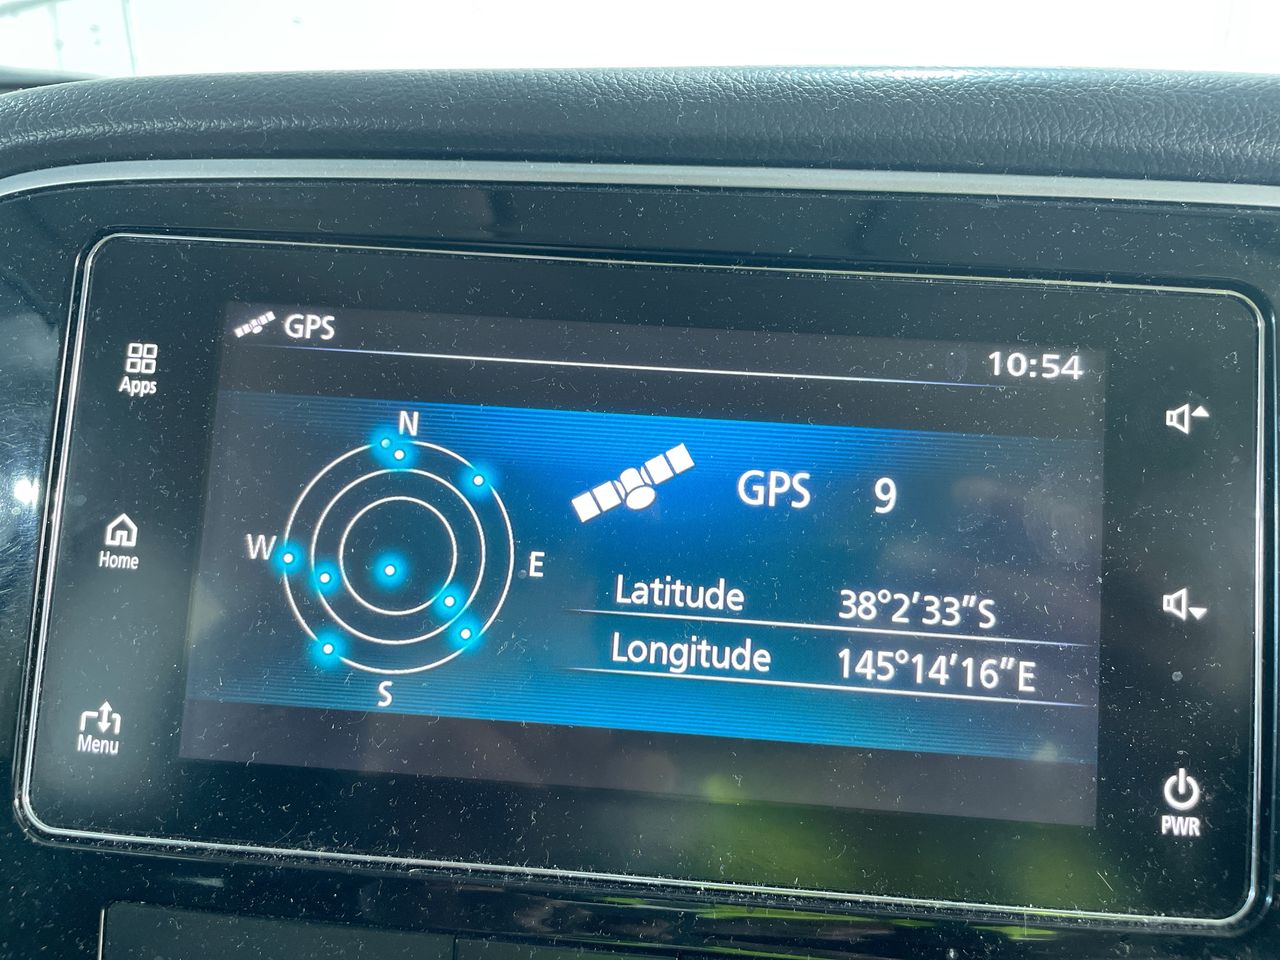 GPS
10:54
Apps
N
GPS 9
W
E
Home
Latitude 38°2'33"S
Longitude 145°14'16"E
S
Menu
PWR